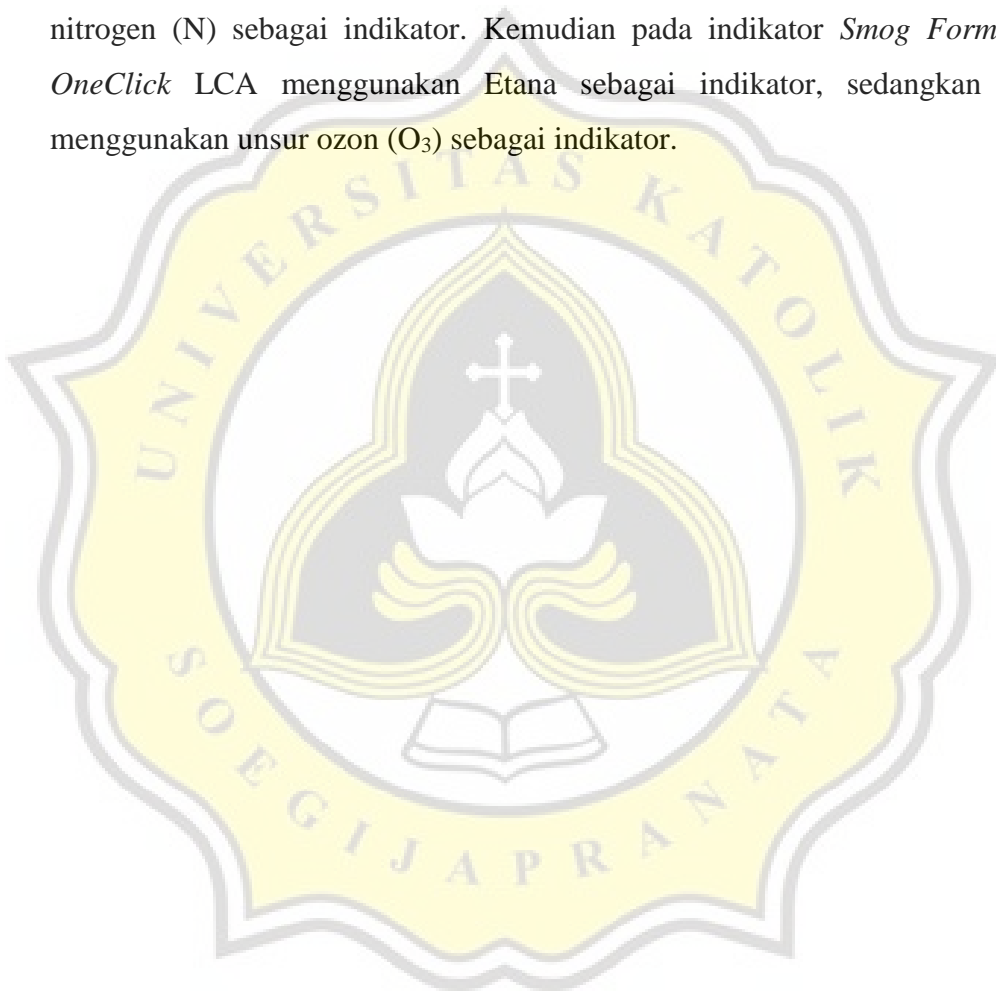 nitrogen (N) sebagai indikator. Kemudian pada indikator Smog Form
OneClick LCA menggunakan Etana sebagai indikator, sedangkan
menggunakan unsur ozon (O₃) sebagai indikator.
UNIVERSITAS KATOLIK
SOEGIJAPRANATA